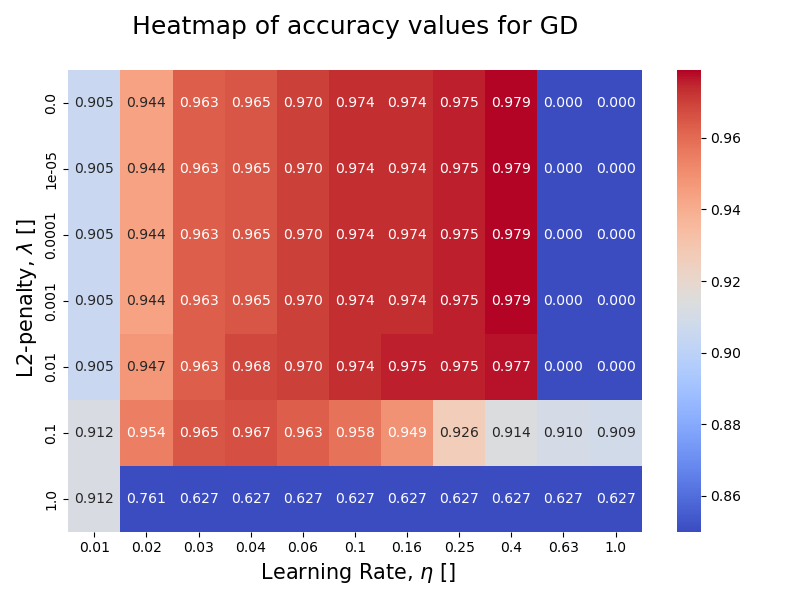 Heatmap of accuracy values for GD
L2-penalty, λ []
0.0 0.905 0.944 0.963 0.965 0.970 0.974 0.974 0.975 0.979 0.000 0.000
1e-05 0.905 0.944 0.963 0.965 0.970 0.974 0.974 0.975 0.979 0.000 0.000
0.0001 0.905 0.944 0.963 0.965 0.970 0.974 0.974 0.975 0.979 0.000 0.000
0.001 0.905 0.944 0.963 0.965 0.970 0.974 0.974 0.975 0.979 0.000 0.000
0.01 0.905 0.947 0.963 0.968 0.970 0.974 0.975 0.975 0.977 0.000 0.000
0.1 0.912 0.954 0.965 0.967 0.963 0.958 0.949 0.926 0.914 0.910 0.909
1.0 0.912 0.761 0.627 0.627 0.627 0.627 0.627 0.627 0.627 0.627 0.627
0.01 0.02 0.03 0.04 0.06 0.1 0.16 0.25 0.4 0.63 1.0
Learning Rate, η []
0.96
0.94
0.92
0.90
0.88
0.86